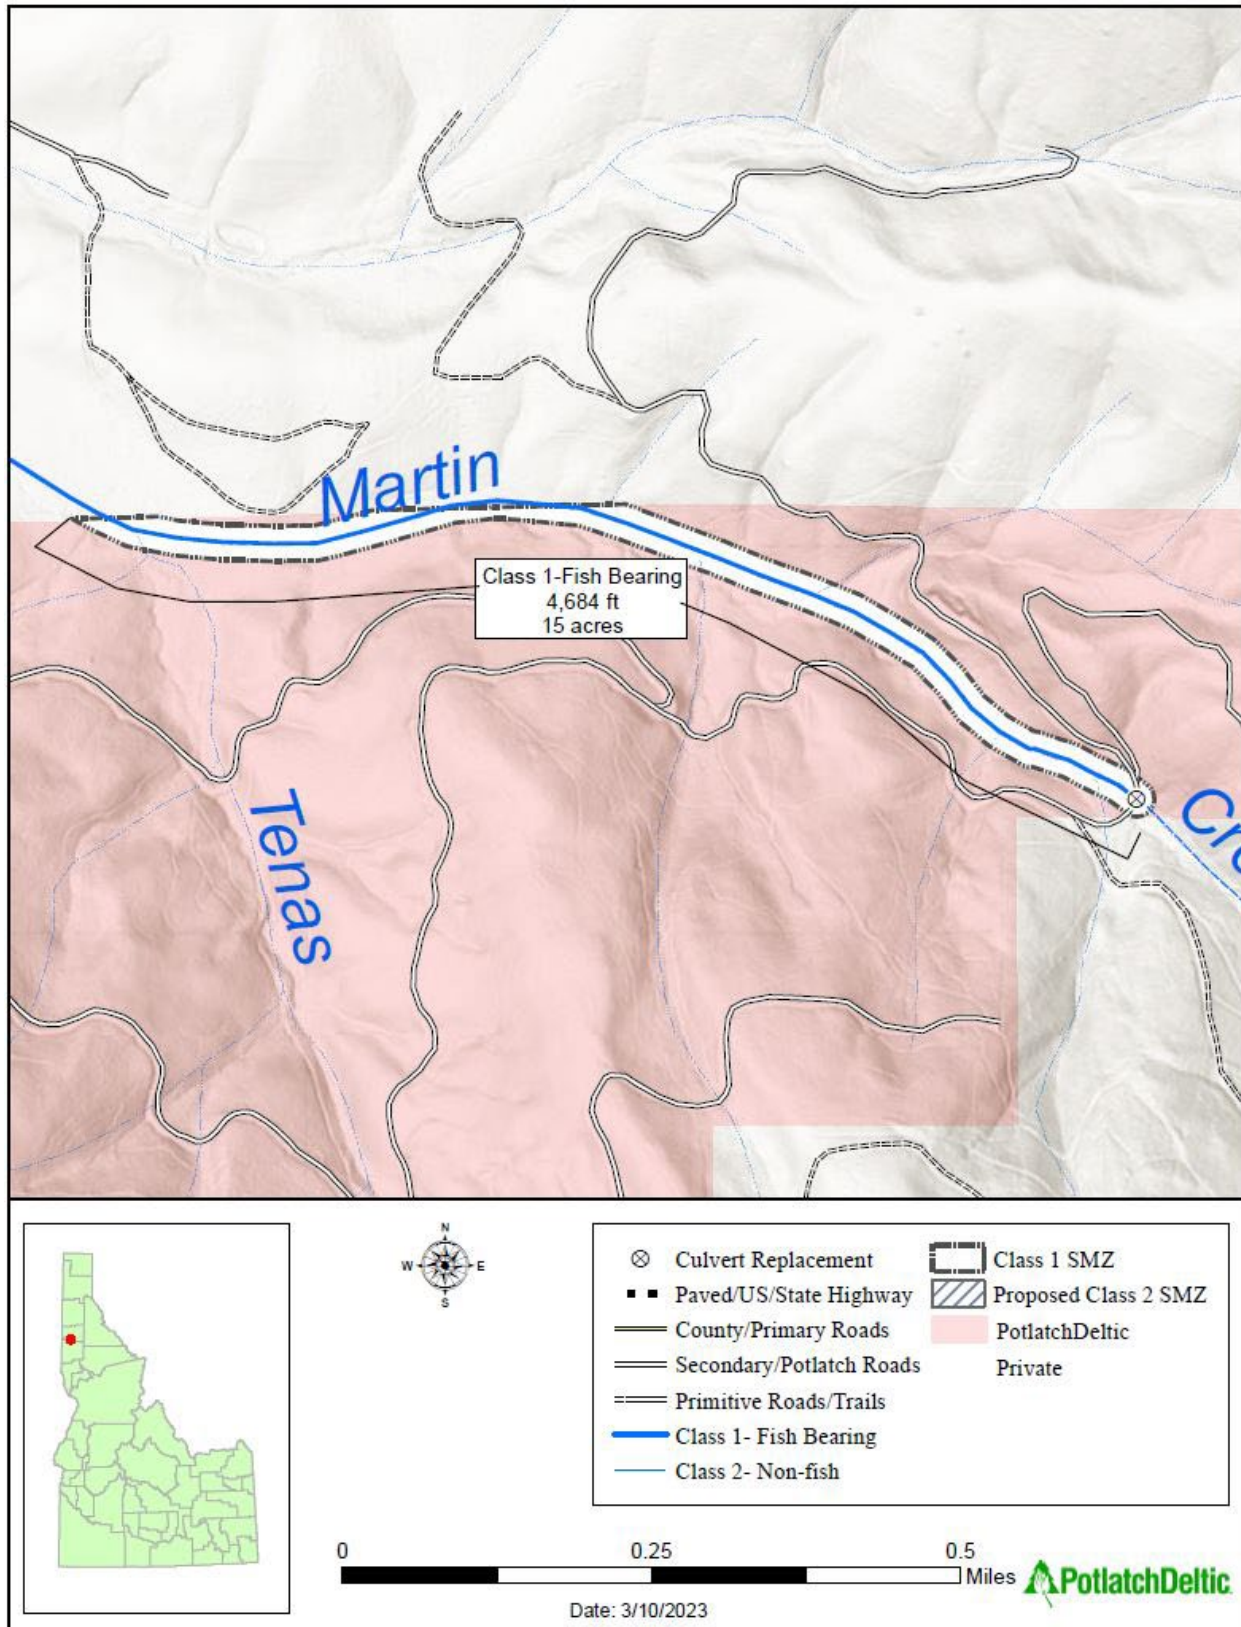 Martin
Class 1-Fish Bearing
4,684 ft
15 acres
Tenas
Cre
N
W E
S
Culvert Replacement
Paved/US/State Highway
County/Primary Roads
Secondary/Potlatch Roads
Primitive Roads/Trails
Class 1- Fish Bearing
Class 2- Non-fish
Class 1 SMZ
Proposed Class 2 SMZ
PotlatchDeltic
Private
0 0.25 0.5
Miles
PotlatchDeltic
Date: 3/10/2023